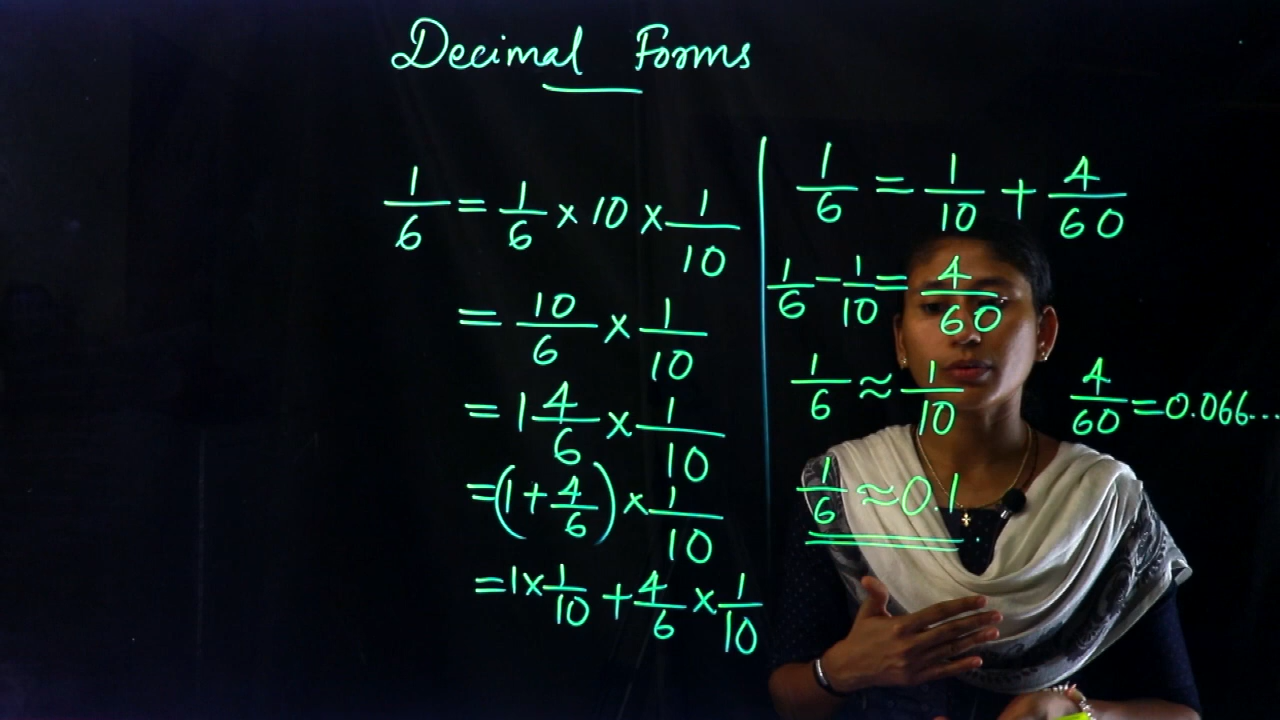 Decimal Forms
1/6 = 1/6 × 10 × 1/10
= 10/6 × 1/10
= 1 4/6 × 1/10
= (1 + 4/6) × 1/10
= 1 × 1/10 + 4/6 × 1/10
1/6 = 1/10 + 4/60
1/6 - 1/10 = 4/60
1/6 ≈ 1/10
4/60 = 0.066...
1/6 ≈ 0.1